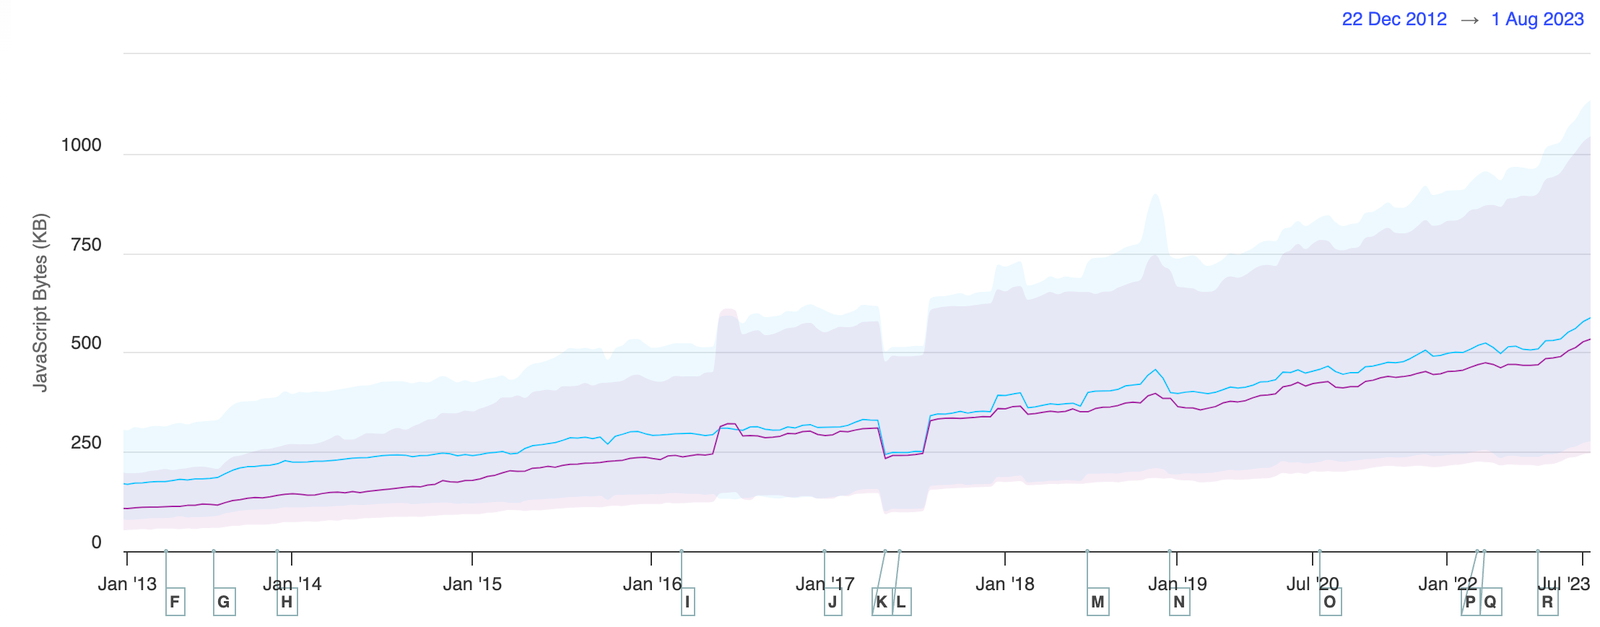 22 Dec 2012 → 1 Aug 2023
JavaScript Bytes (KB)
1000
750
500
250
0
Jan '13 Jan '14 Jan '15 Jan '16 Jan '17 Jan '18 Jan '19 Jul '20 Jan '22 Jul '23
F G H I J K L M N O P Q R